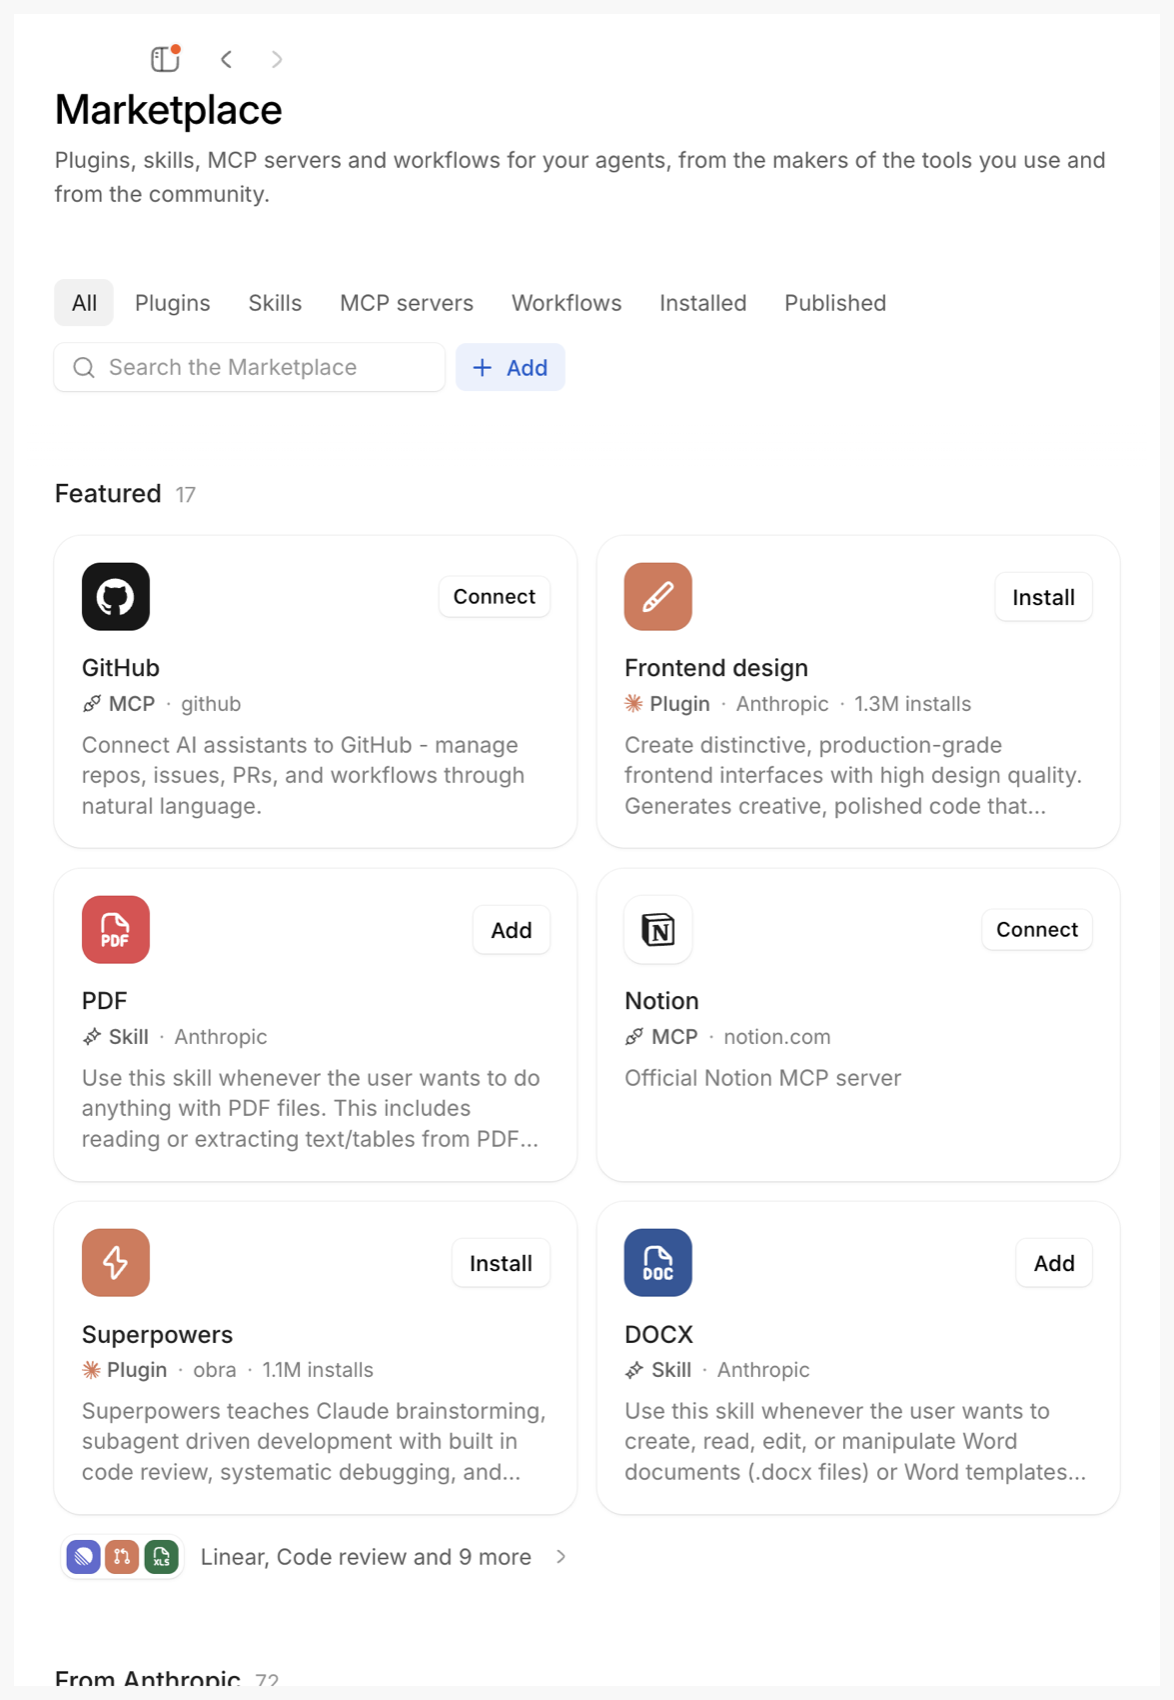 Marketplace
Plugins, skills, MCP servers and workflows for your agents, from the makers of the tools you use and
from the community.
All Plugins Skills MCP servers Workflows Installed Published
Search the Marketplace
+ Add
Featured 17
Connect
GitHub
MCP · github
Connect AI assistants to GitHub - manage
repos, issues, PRs, and workflows through
natural language.
Install
Frontend design
Plugin · Anthropic · 1.3M installs
Create distinctive, production-grade
frontend interfaces with high design quality.
Generates creative, polished code that...
PDF
Add
PDF
Skill · Anthropic
Use this skill whenever the user wants to do
anything with PDF files. This includes
reading or extracting text/tables from PDF...
N
Connect
Notion
MCP · notion.com
Official Notion MCP server
Install
Superpowers
Plugin · obra · 1.1M installs
Superpowers teaches Claude brainstorming,
subagent driven development with built in
code review, systematic debugging, and...
DOC
Add
DOCX
Skill · Anthropic
Use this skill whenever the user wants to
create, read, edit, or manipulate Word
documents (.docx files) or Word templates...
XLS
Linear, Code review and 9 more
From Anthropic 72